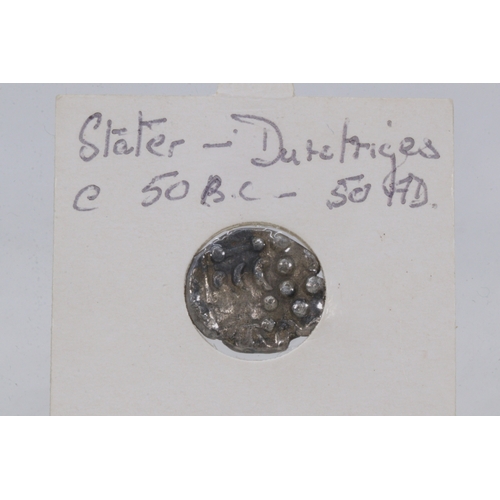 Stater - Durotriges
c 50 B.C - 50 AD.